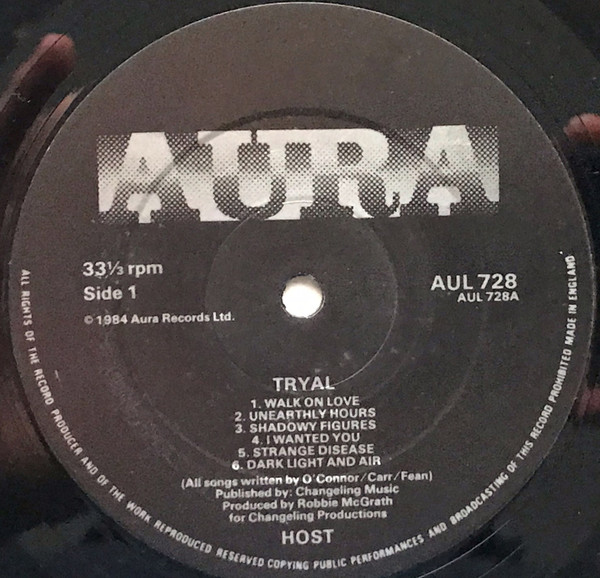 AURA
33⅓ rpm
Side 1
© 1984 Aura Records Ltd.
AUL 728
AUL 728A
TRYAL
1. WALK ON LOVE
2. UNEARTHLY HOURS
3. SHADOWY FIGURES
4. I WANTED YOU
5. STRANGE DISEASE
6. DARK LIGHT AND AIR
(All songs written by O'Connor/Carr/Fean)
Published by: Changeling Music
Produced by Robbie McGrath
for Changeling Productions
HOST
ALL RIGHTS OF THE RECORD PRODUCER AND OF THE WORK REPRODUCED RESERVED COPYING PUBLIC PERFORMANCES AND BROADCASTING OF THIS RECORD PROHIBITED MADE IN ENGLAND